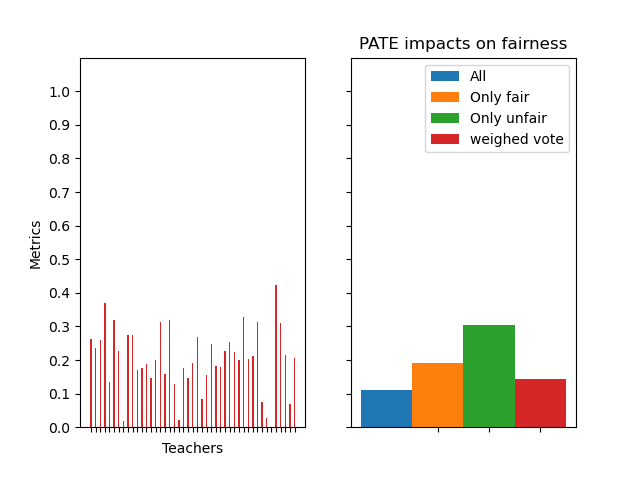 PATE impacts on fairness
1.0
0.9
0.8
0.7
0.6
0.5
0.4
0.3
0.2
0.1
0.0
Metrics
Teachers
All
Only fair
Only unfair
weighed vote